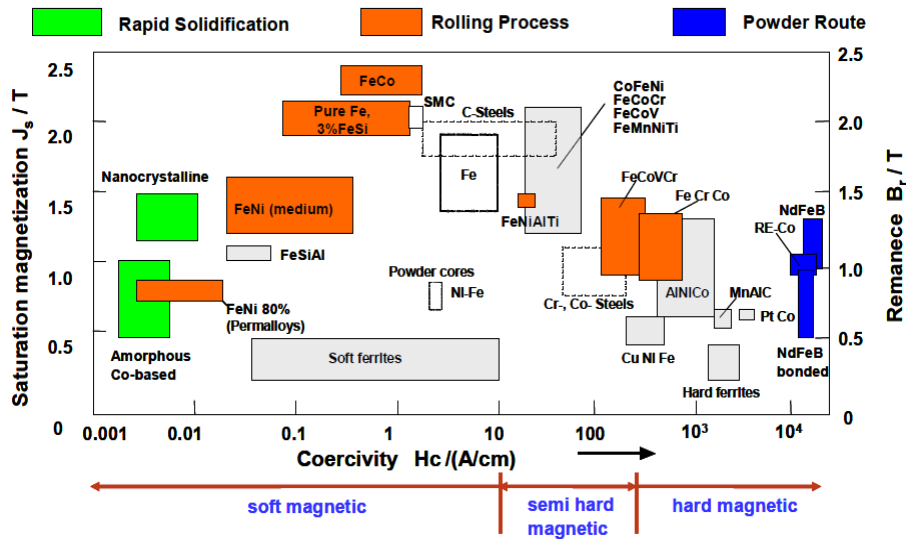 Rapid Solidification
Rolling Process
Powder Route
Saturation magnetization Js / T
2.5
2.0
1.5
1.0
0.5
0
FeCo
Pure Fe,
3%FeSi
SMC
C-Steels
CoFeNi
FeCoCr
FeCoV
FeMnNiTi
Nanocrystalline
FeNi (medium)
Fe
FeNiAlTi
FeCoVCr
Fe Cr Co
NdFeB
RE-Co
FeSiAl
Powder cores
NI-Fe
Cr-, Co- Steels
AlNiCo
MnAlC
Pt Co
FeNi 80%
(Permalloys)
Amorphous
Co-based
Soft ferrites
Cu NI Fe
Hard ferrites
NdFeB
bonded
2.5
2.0
1.5
1.0
0.5
0
Remanece Br / T
0.001
0.01
0.1
1
10
100
10³
10⁴
Coercivity Hc /(A/cm)
soft magnetic
semi hard
magnetic
hard magnetic